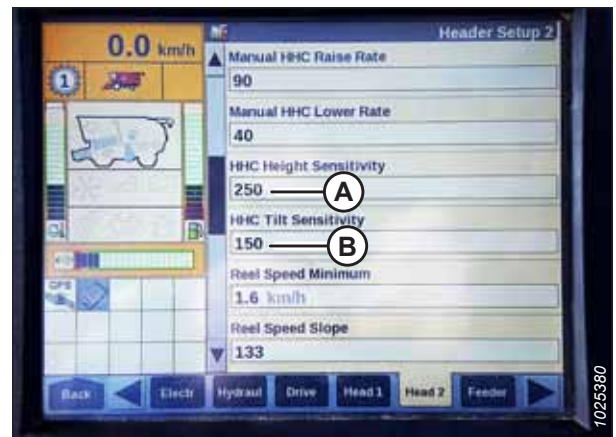 0.0 km/h
Header Setup 2
1
Manual HHC Raise Rate
90
Manual HHC Lower Rate
40
HHC Height Sensitivity
250
A
HHC Tilt Sensitivity
150
B
Reel Speed Minimum
1.6 km/h
Reel Speed Slope
133
GPS
Back
Electr
Hydraul
Drive
Head 1
Head 2
Feeder
1025380